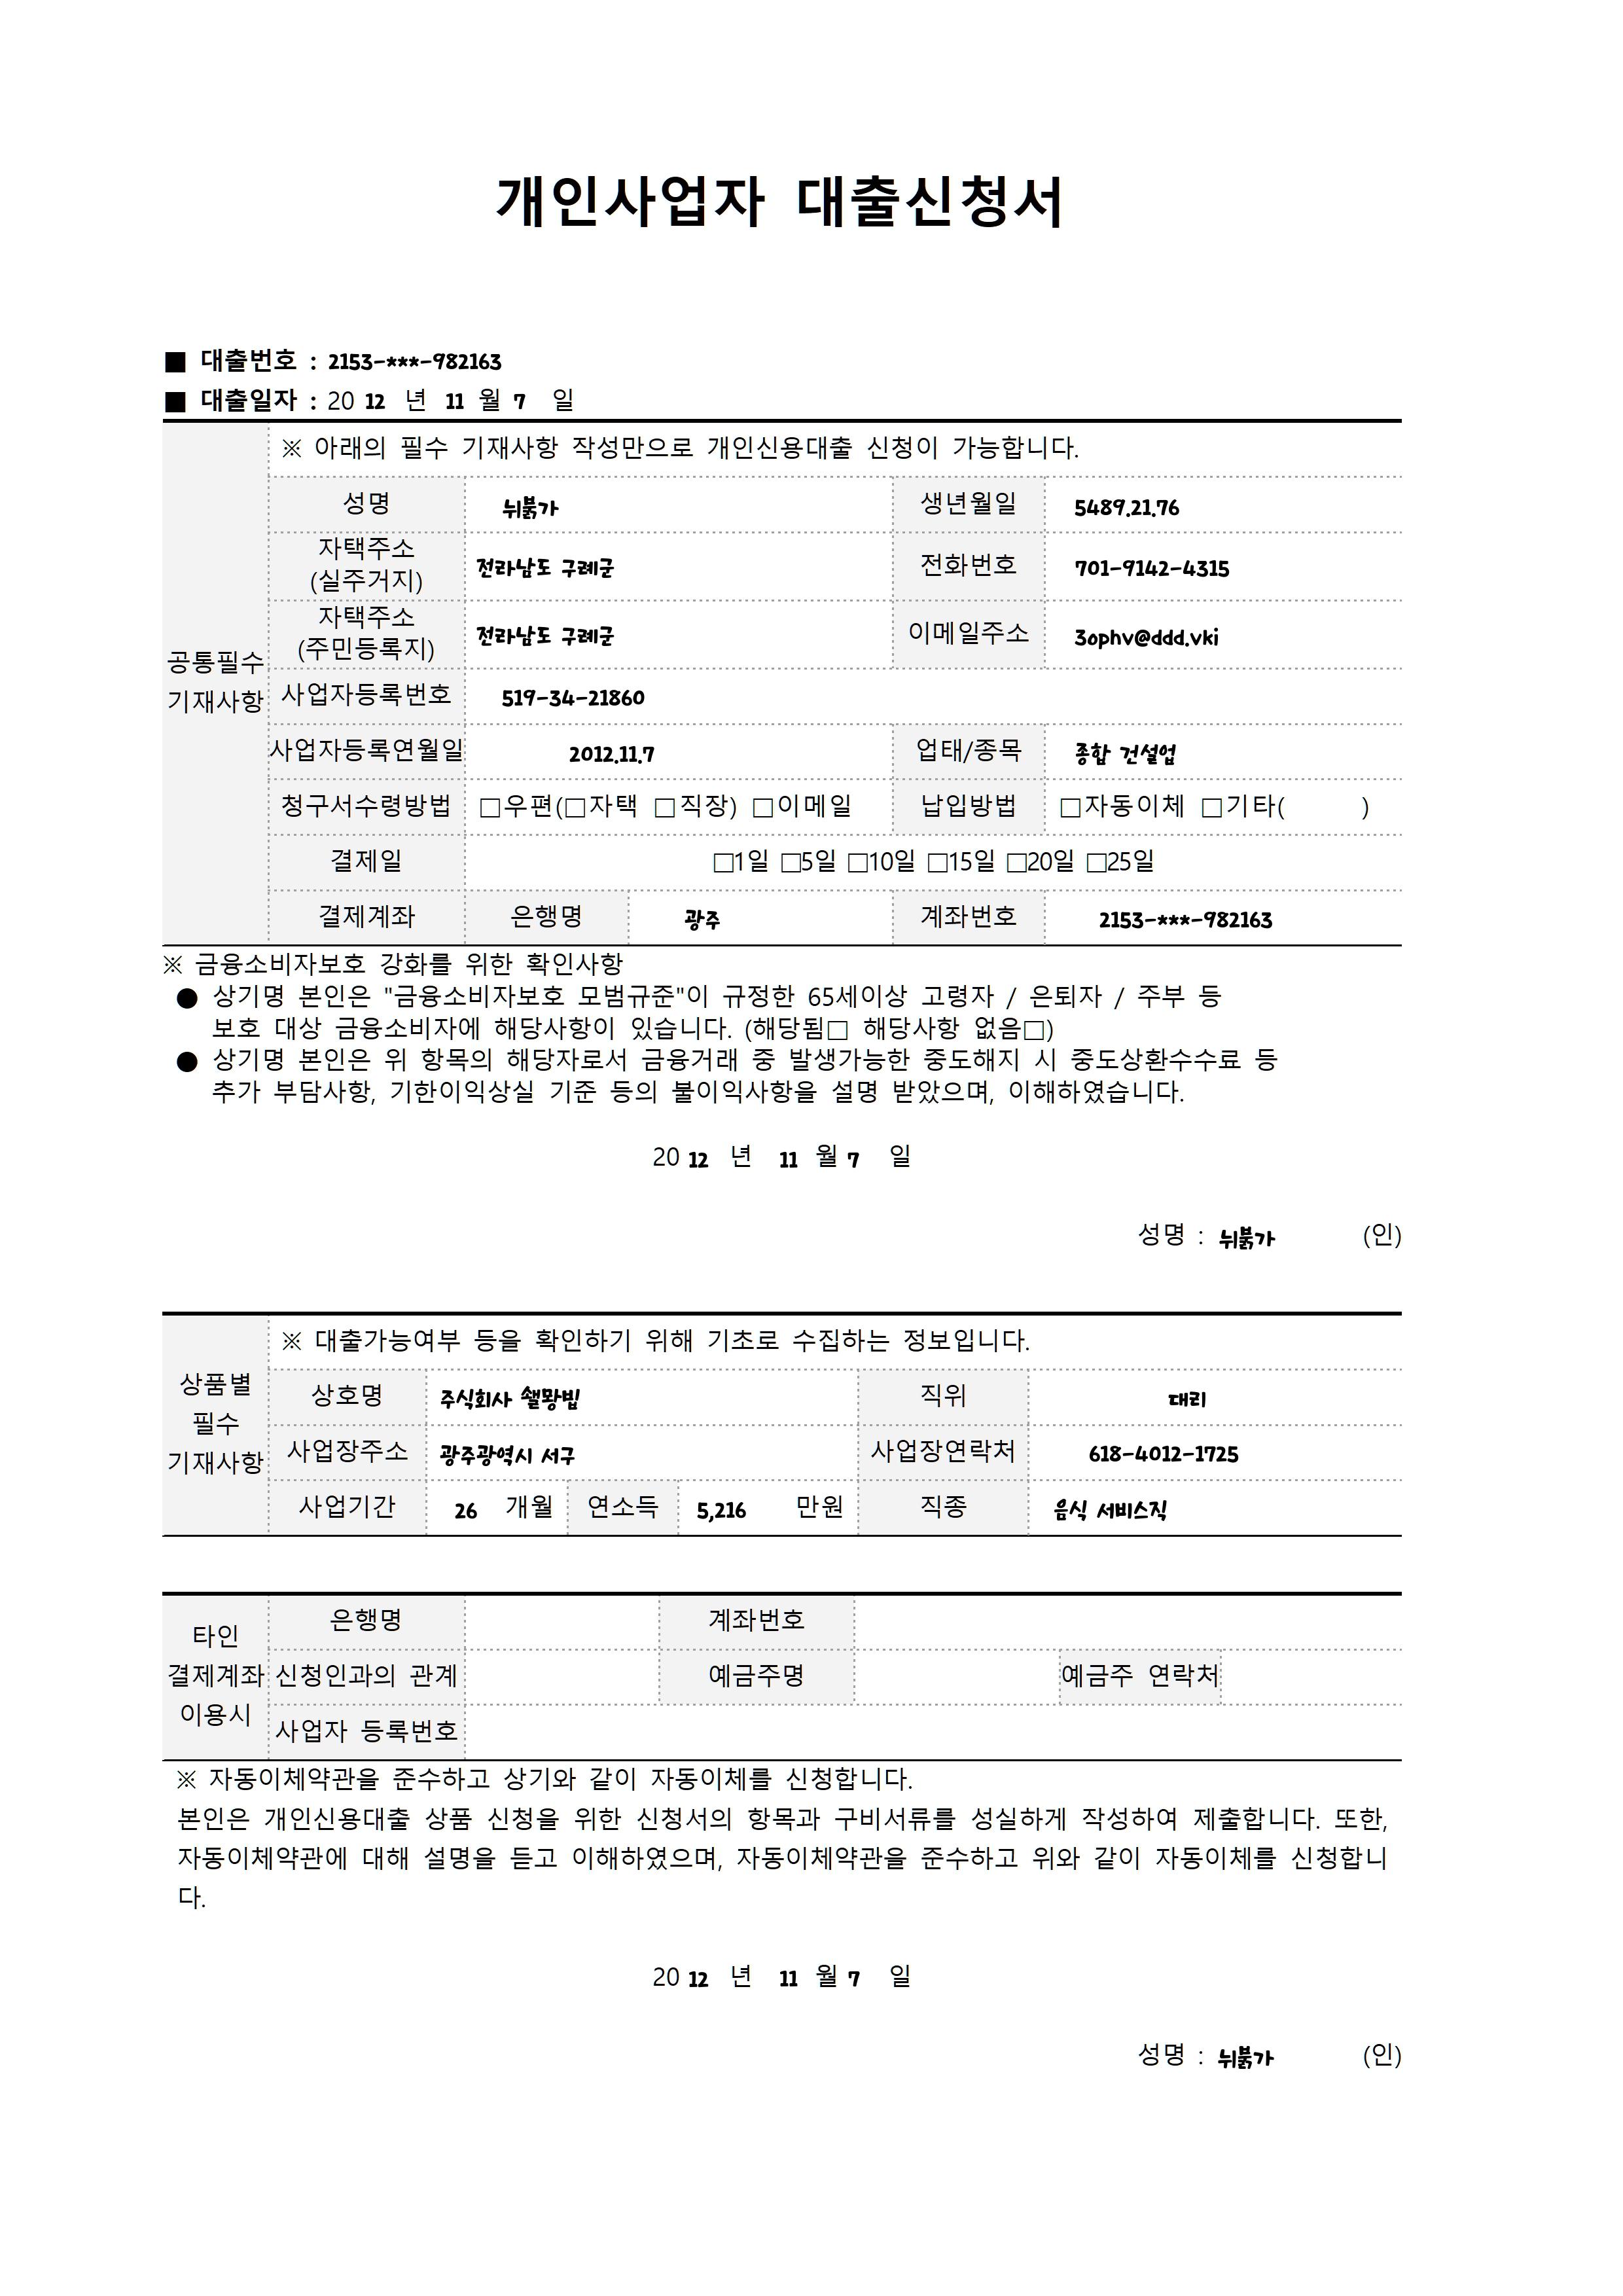 개인사업자 대출신청서
■ 대출번호 : 2153-***-982163
■ 대출일자 : 20 12 년 11 월 7 일
※ 아래의 필수 기재사항 작성만으로 개인신용대출 신청이 가능합니다.
공통필수
기재사항
성명 뉘붉가 생년월일 5489.21.76
자택주소
(실주거지) 전라남도 구례군 전화번호 701-9142-4315
자택주소
(주민등록지) 전라남도 구례군 이메일주소 3ophv@ddd.vki
사업자등록번호 519-34-21860
사업자등록연월일 2012.11.7 업태/종목 종합 건설업
청구서수령방법 □우편(□자택 □직장) □이메일 납입방법 □자동이체 □기타( )
결제일 □1일 □5일 □10일 □15일 □20일 □25일
결제계좌 은행명 광주 계좌번호 2153-***-982163
※ 금융소비자보호 강화를 위한 확인사항
● 상기명 본인은 "금융소비자보호 모범규준"이 규정한 65세이상 고령자 / 은퇴자 / 주부 등
보호 대상 금융소비자에 해당사항이 있습니다. (해당됨□ 해당사항 없음□)
● 상기명 본인은 위 항목의 해당자로서 금융거래 중 발생가능한 중도해지 시 중도상환수수료 등
추가 부담사항, 기한이익상실 기준 등의 불이익사항을 설명 받았으며, 이해하였습니다.
20 12 년 11 월 7 일
성명 : 뉘붉가 (인)
※ 대출가능여부 등을 확인하기 위해 기초로 수집하는 정보입니다.
상품별
필수
기재사항
상호명 주식회사 직위 대리
사업장주소 광주광역시 서구 사업장연락처 618-4012-1725
사업기간 26 개월 연소득 5,216 만원 직종 음식 서비스직
타인
결제계좌
이용시
은행명 계좌번호
신청인과의 관계 예금주명 예금주 연락처
사업자 등록번호
※ 자동이체약관을 준수하고 상기와 같이 자동이체를 신청합니다.
본인은 개인신용대출 상품 신청을 위한 신청서의 항목과 구비서류를 성실하게 작성하여 제출합니다. 또한,
자동이체약관에 대해 설명을 듣고 이해하였으며, 자동이체약관을 준수하고 위와 같이 자동이체를 신청합니
다.
20 12 년 11 월 7 일
성명 : 뉘붉가 (인)